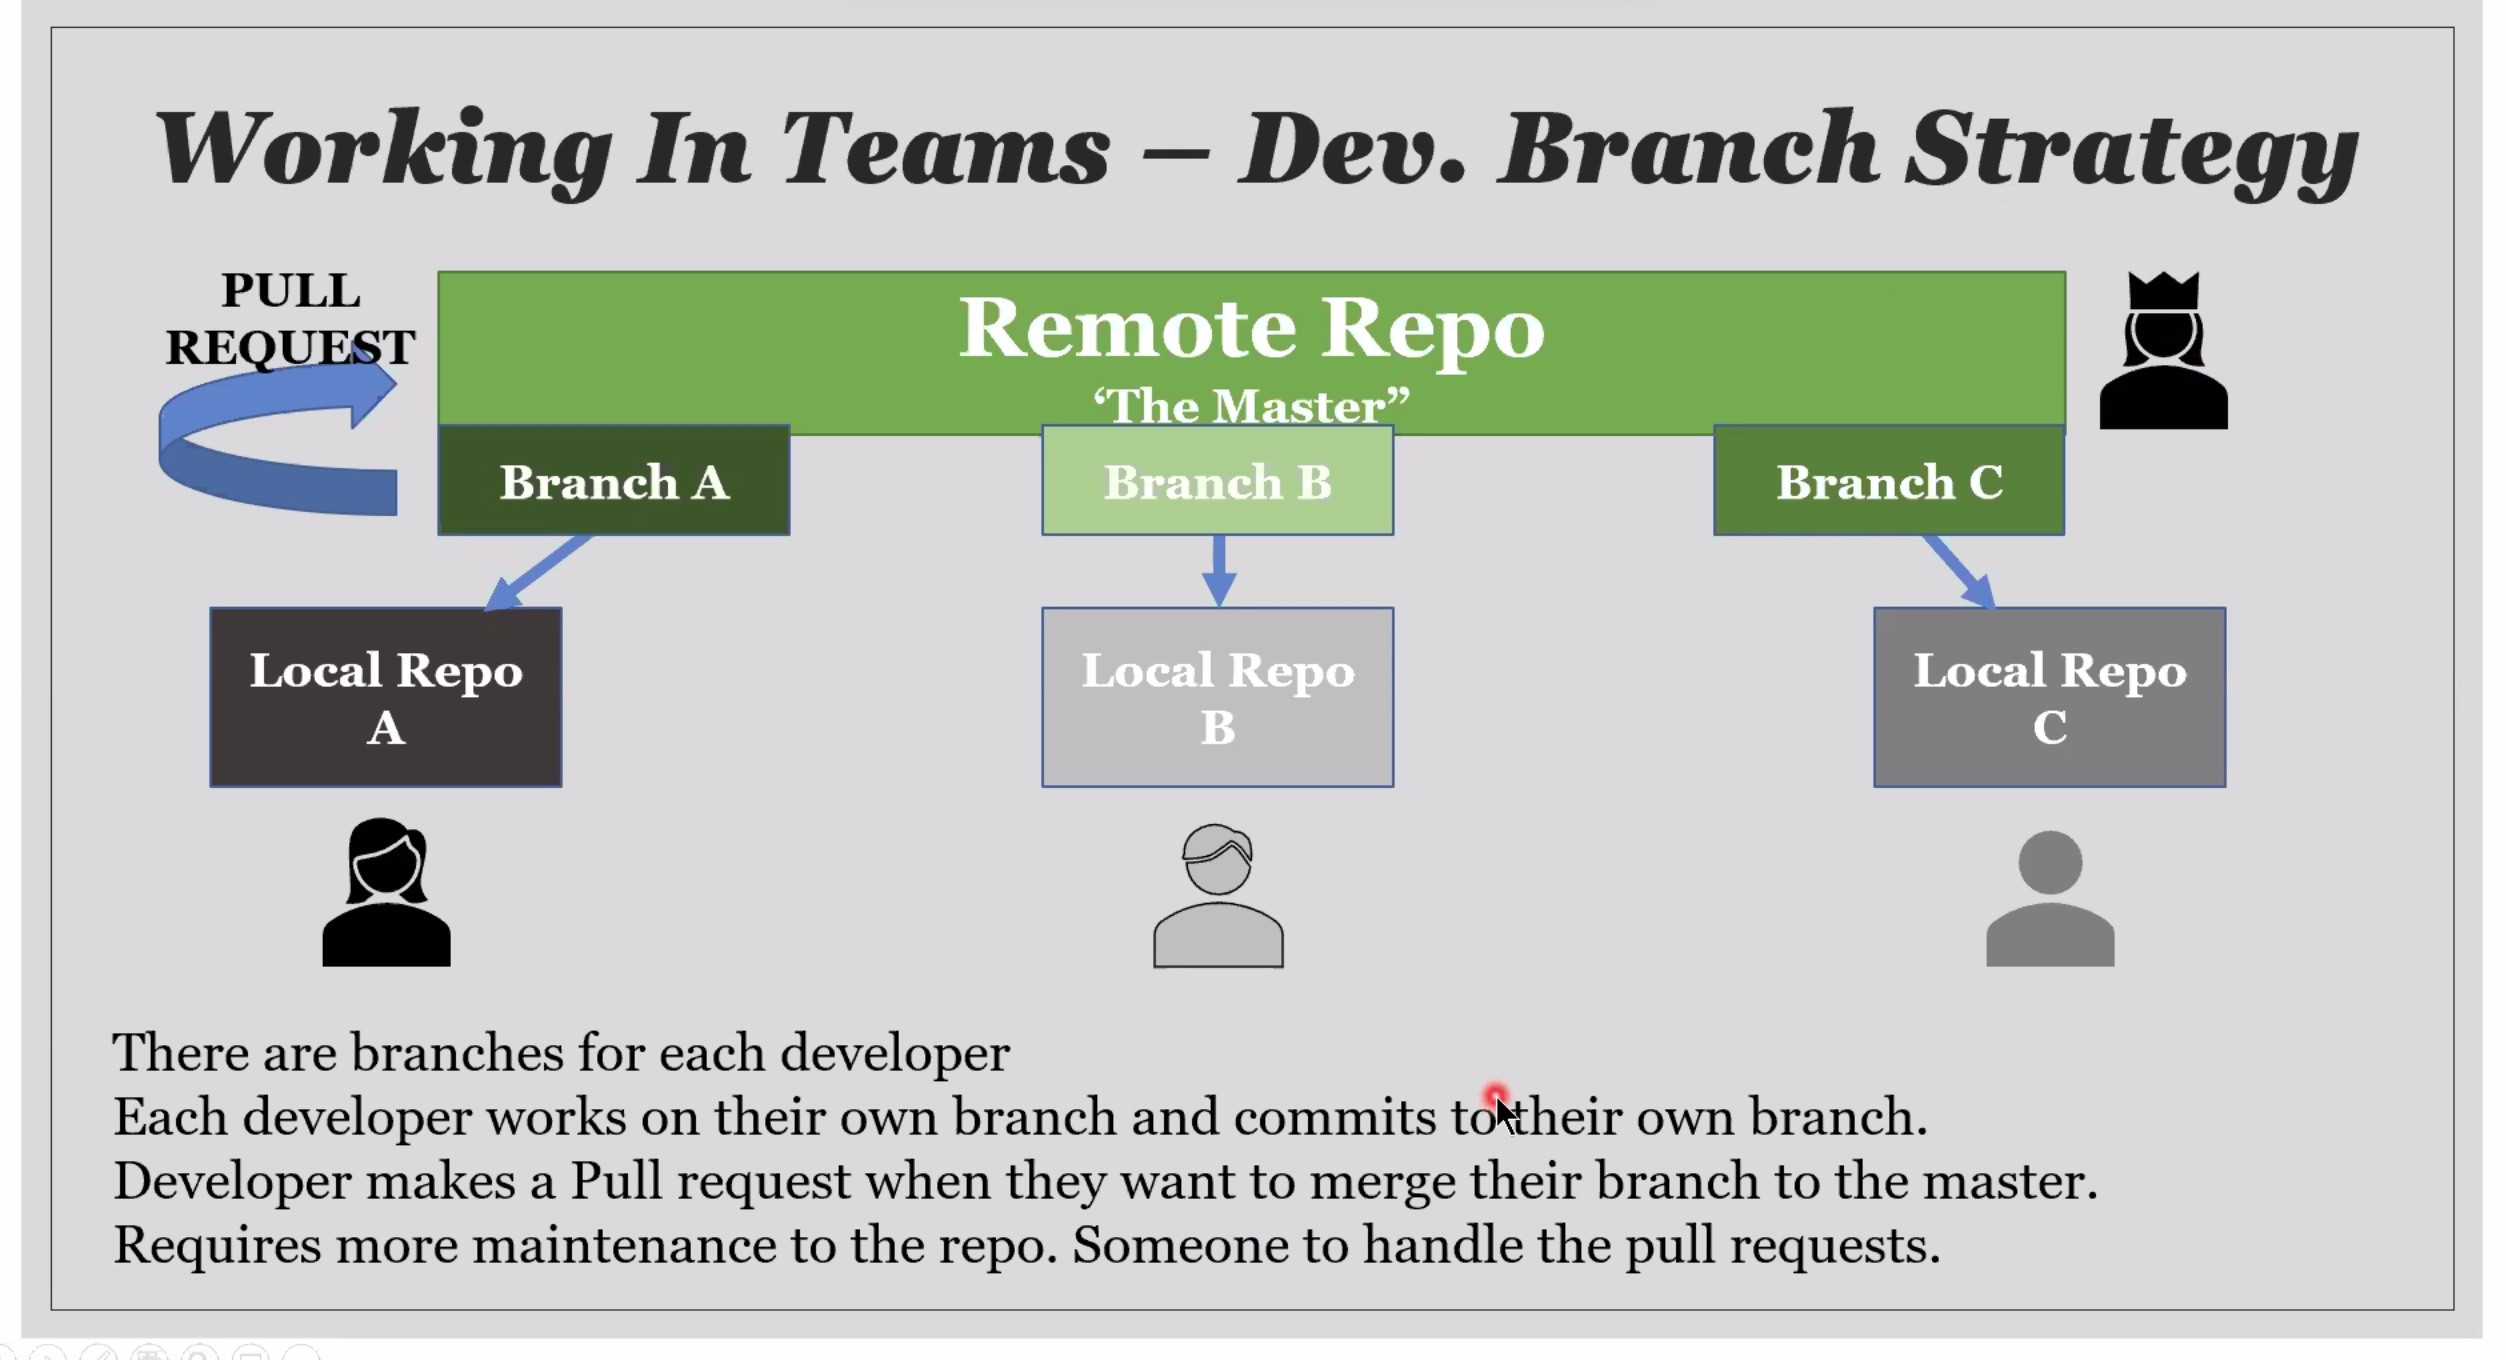 Working In Teams – Dev. Branch Strategy
PULL
REQUEST
Remote Repo
‘The Master”
Branch A
Branch B
Branch C
Local Repo
A
Local Repo
B
Local Repo
C
There are branches for each developer
Each developer works on their own branch and commits to their own branch.
Developer makes a Pull request when they want to merge their branch to the master.
Requires more maintenance to the repo. Someone to handle the pull requests.